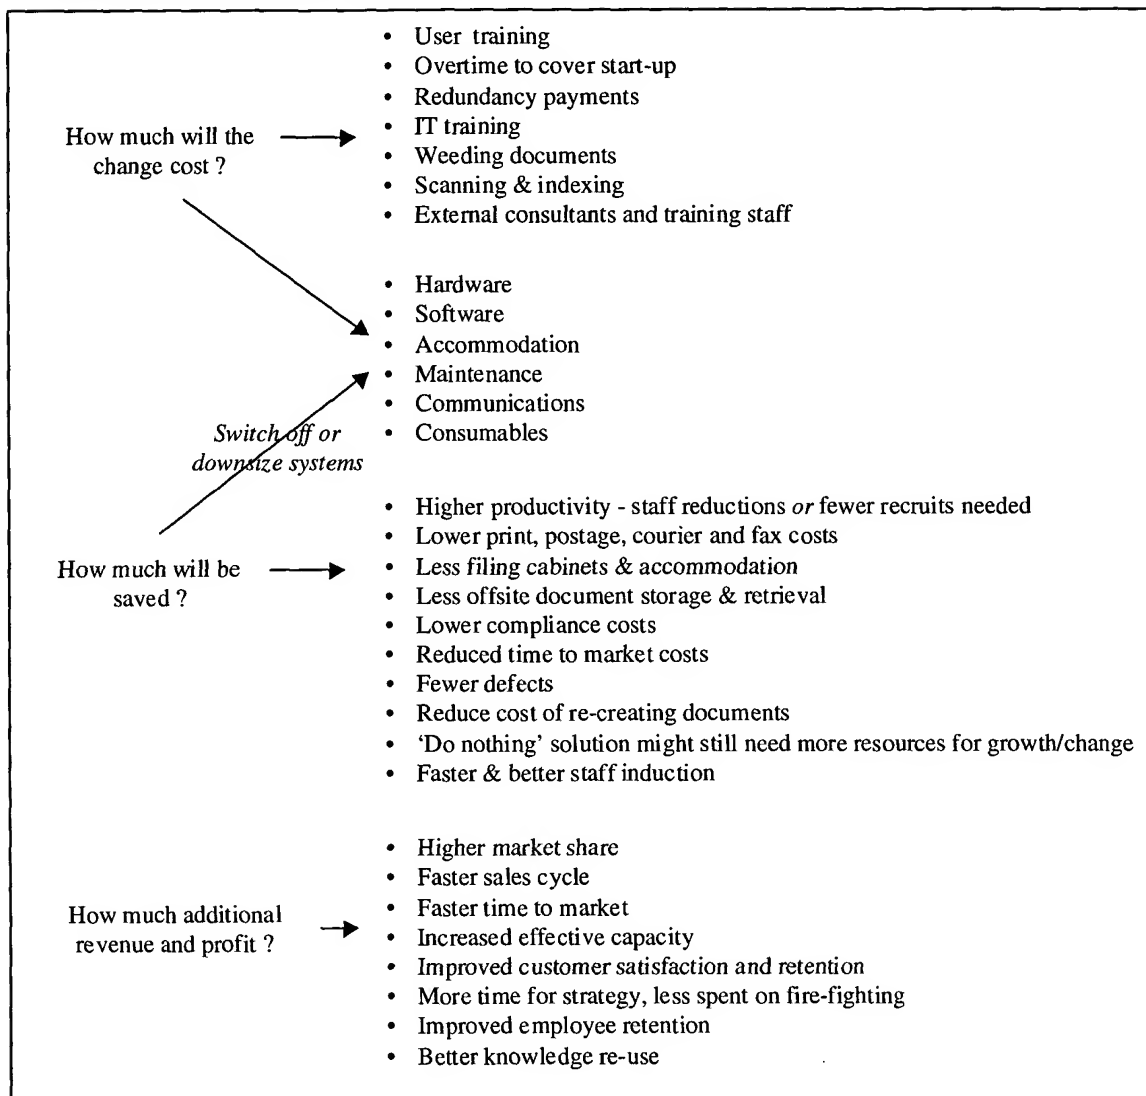 • User training
• Overtime to cover start-up
• Redundancy payments
• IT training
• Weeding documents
• Scanning & indexing
• External consultants and training staff
How much will the
change cost ?
• Hardware
• Software
• Accommodation
• Maintenance
• Communications
• Consumables
Switch off or
downsize systems
• Higher productivity - staff reductions or fewer recruits needed
• Lower print, postage, courier and fax costs
• Less filing cabinets & accommodation
• Less offsite document storage & retrieval
• Lower compliance costs
• Reduced time to market costs
• Fewer defects
• Reduce cost of re-creating documents
• ‘Do nothing’ solution might still need more resources for growth/change
• Faster & better staff induction
How much will be
saved ?
• Higher market share
• Faster sales cycle
• Faster time to market
• Increased effective capacity
• Improved customer satisfaction and retention
• More time for strategy, less spent on fire-fighting
• Improved employee retention
• Better knowledge re-use
How much additional
revenue and profit ?